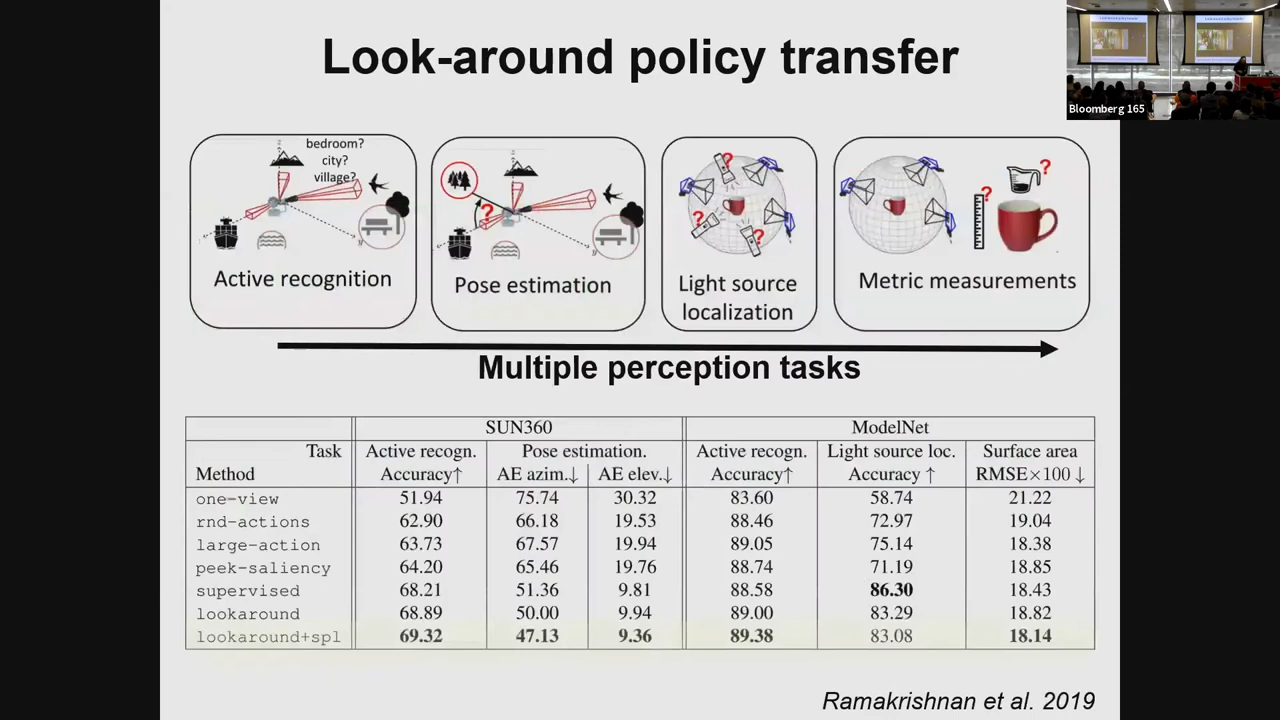 Look-around policy transfer
Bloomberg 165
bedroom?
city?
village?
?
?
?
?
?
?
Active recognition
Pose estimation
Light source
localization
Metric measurements
Multiple perception tasks
SUN360 ModelNet
Task Active recogn. Pose estimation. Active recogn. Light source loc. Surface area
Method Accuracy↑ AE azim.↓ AE elev.↓ Accuracy↑ Accuracy ↑ RMSE×100 ↓
one-view 51.94 75.74 30.32 83.60 58.74 21.22
rnd-actions 62.90 66.18 19.53 88.46 72.97 19.04
large-action 63.73 67.57 19.94 89.05 75.14 18.38
peek-saliency 64.20 65.46 19.76 88.74 71.19 18.85
supervised 68.21 51.36 9.81 88.58 86.30 18.43
lookaround 68.89 50.00 9.94 89.00 83.29 18.82
lookaround+spl 69.32 47.13 9.36 89.38 83.08 18.14
Ramakrishnan et al. 2019